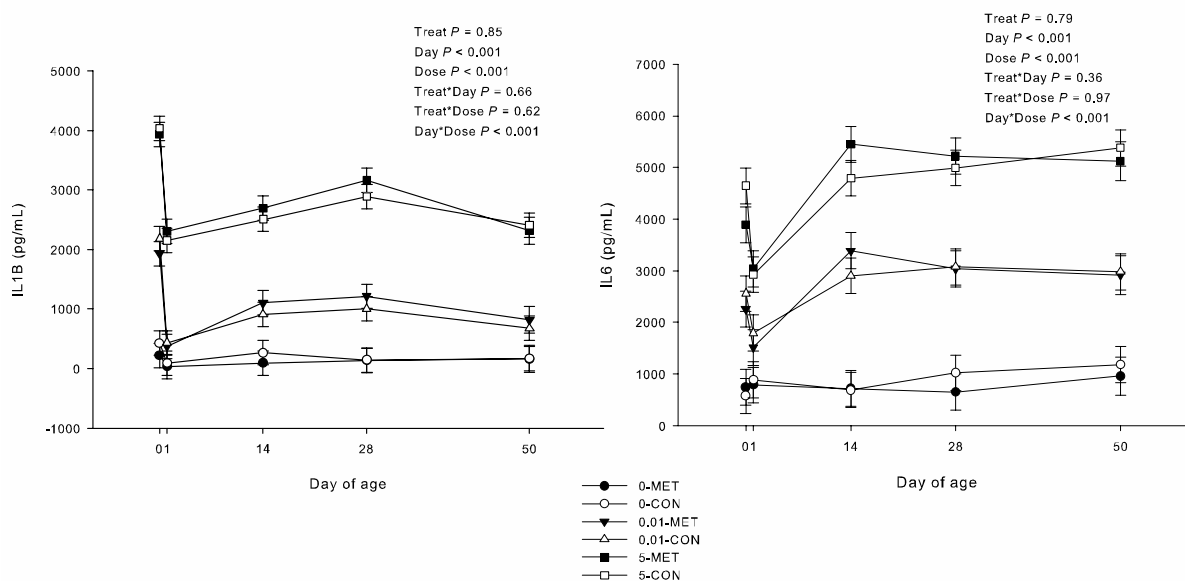 Treat P = 0.85
Day P < 0.001
Dose P < 0.001
Treat*Day P = 0.66
Treat*Dose P = 0.62
Day*Dose P < 0.001
5000
4000
3000
2000
1000
0
-1000
IL1B (pg/mL)
01 14 28 50
Day of age
Treat P = 0.79
Day P < 0.001
Dose P < 0.001
Treat*Day P = 0.36
Treat*Dose P = 0.97
Day*Dose P < 0.001
7000
6000
5000
4000
3000
2000
1000
0
IL6 (pg/mL)
01 14 28 50
Day of age
0-MET
0-CON
0.01-MET
0.01-CON
5-MET
5-CON